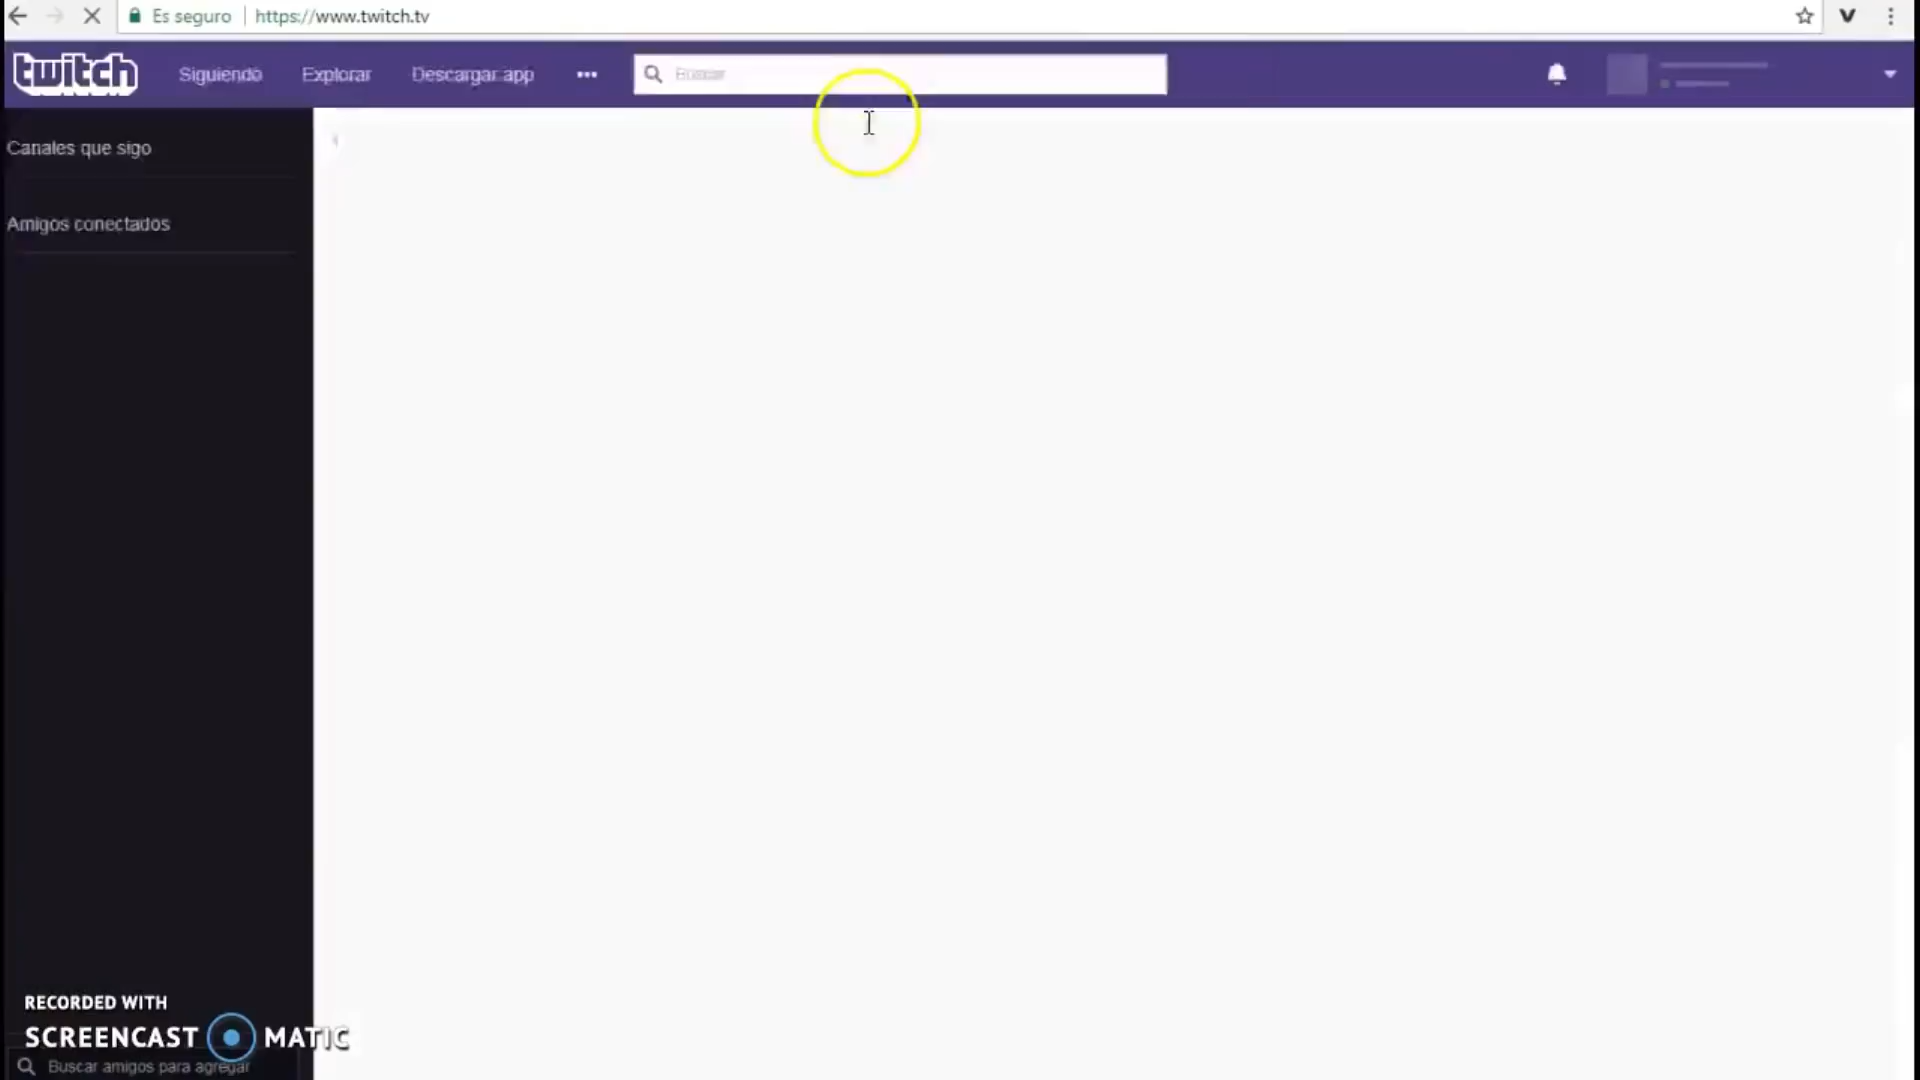 Es seguro https://www.twitch.tv V
twitch Siguiendo Explorar Descargar app ••• Buscar
Canales que sigo
Amigos conectados
RECORDED WITH
SCREENCAST MATIC
Buscar amigos para agregar